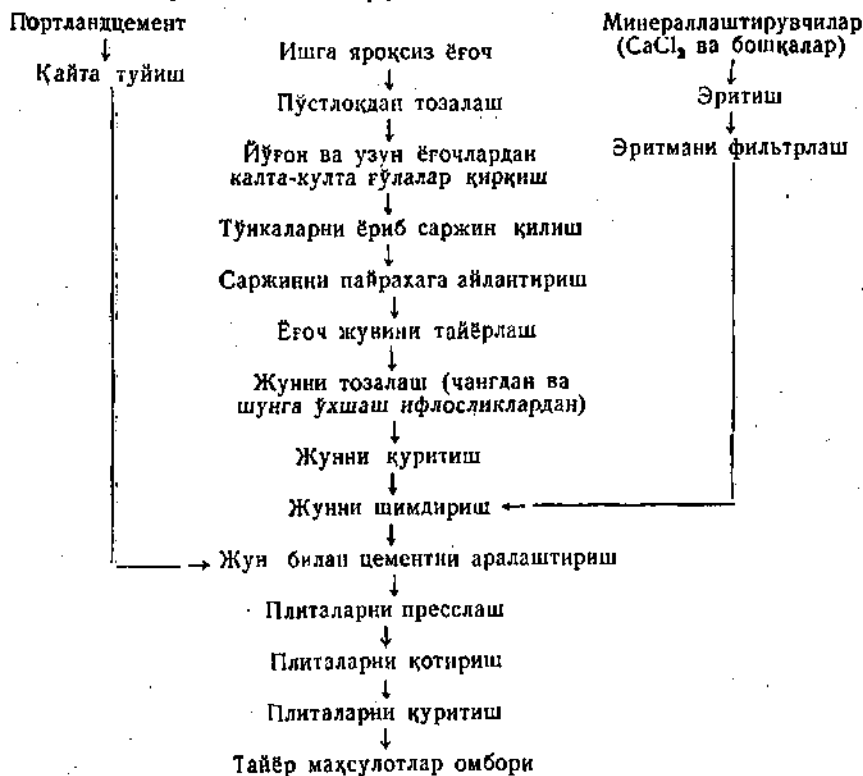 Портландцемент
Қайта туйиш
Ишга яроқсиз ёғоч
Пўстлоқдан тозалаш
Йўғон ва узун ёғочлардан
калта-култа ғўлалар қирқиш
Тўнкаларни ёриб саржин қилиш
Саржинни пайрахага айлантириш
Ёғоч жунини тайёрлаш
Жунни тозалаш (чангдан ва
шунга ўхшаш ифлосликлардан)
Жунни қуритиш
Жунни шимдириш
Жун билан цементни аралаштириш
Плиталарни пресслаш
Плиталарни қотириш
Плиталарни қуритиш
Тайёр маҳсулотлар омбори
Минераллаштирувчилар
(CaCl₂ ва бошқалар)
Эритиш
Эритмани фильтрлаш